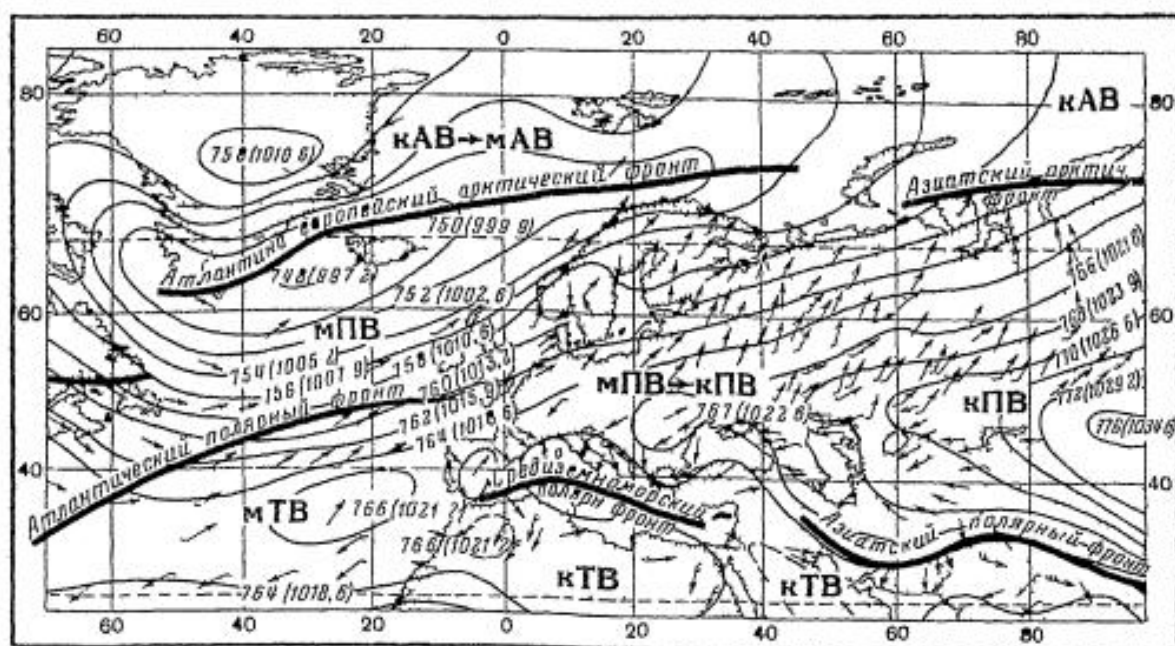 60 40 20 0 20 40 60 80
80 80
кАВ
758(1010 6)
кАВ→мАВ
Атлантико европейский арктический фронт
Азиатский арктич.
фронт
750(999 9)
748(997 2)
766(1021 6)
752(1002,6)
768(1023 9)
60 60
мПВ
770(1026 6)
754(1005 2)
758(1010,6)
756(1007 9)
760(1013,2)
772(1029 2)
мПВ→кПВ
762(1015,9)
767(1022 6)
кПВ
764(1018 6)
776(1034 6)
Атлантический полярный фронт
40 40
Средиземноморский
полярн фронт
мТВ
766(1021 2)
Азиатский полярный фронт
766(1021 2)
кТВ
кТВ
764(1018,6)
60 40 20 0 20 40 60 80